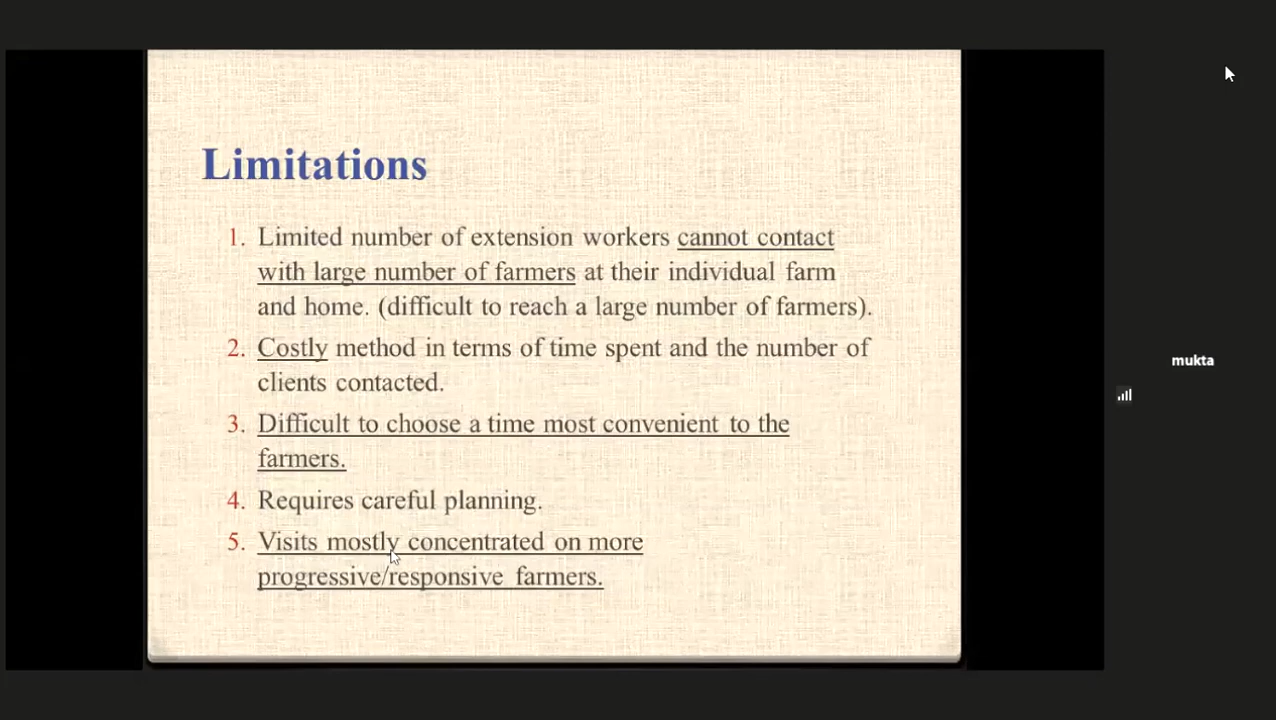 Limitations
1. Limited number of extension workers cannot contact
with large number of farmers at their individual farm
and home. (difficult to reach a large number of farmers).
2. Costly method in terms of time spent and the number of
clients contacted.
3. Difficult to choose a time most convenient to the
farmers.
4. Requires careful planning.
5. Visits mostly concentrated on more
progressive/responsive farmers.
mukta